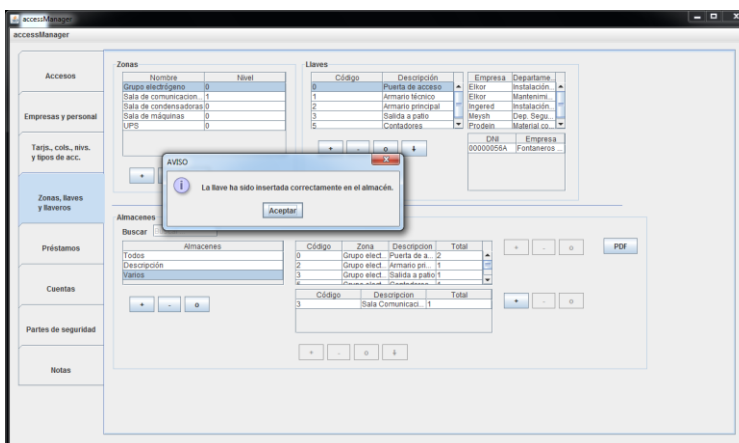 accessManager
accessManager
Accesos
Empresas y personal
Tarjs., cols., nivs.
y tipos de acc.
Zonas, llaves
y llaveros
Préstamos
Cuentas
Partes de seguridad
Notas
Zonas
Nombre Nivel
Grupo electrógeno 0
Sala de comunicacion... 1
Sala de condensadoras 0
Sala de máquinas 0
UPS 0
+
Llaves
Código Descripción
0 Puerta de acceso
1 Armario técnico
2 Armario principal
3 Salida a patio
5 Contadores
+ - o
Empresa Departame...
Elkor Instalación...
Elkor Mantenimi...
Ingered Instalación...
Meysh Dep. Segu...
Prodein Material co...
DNI Empresa
00000056A Fontaneros ...
AVISO
La llave ha sido insertada correctamente en el almacén.
Aceptar
Almacenes
Buscar
Almacenes
Todos
Descripción
Varios
+ - o
Código Zona Descripcion Total
0 Grupo elect... Puerta de a... 2
2 Grupo elect... Armario pri... 1
3 Grupo elect... Salida a patio 1
Código Descripcion Total
3 Sala Comunicaci... 1
+ - o
+ - o
+ - o
PDF